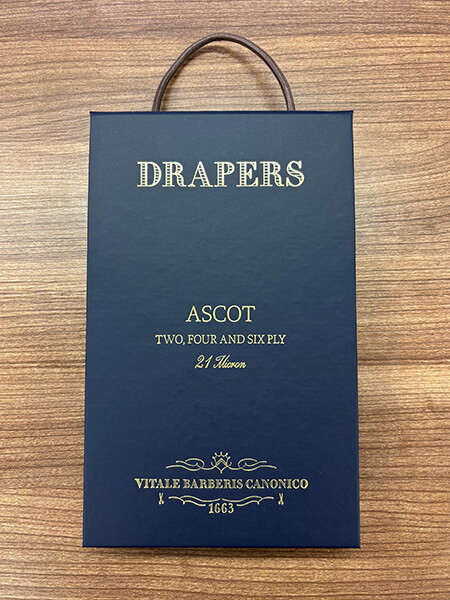 DRAPERS
ASCOT
TWO, FOUR AND SIX PLY
21 Micron
VITALE BARBERIS CANONICO
1663